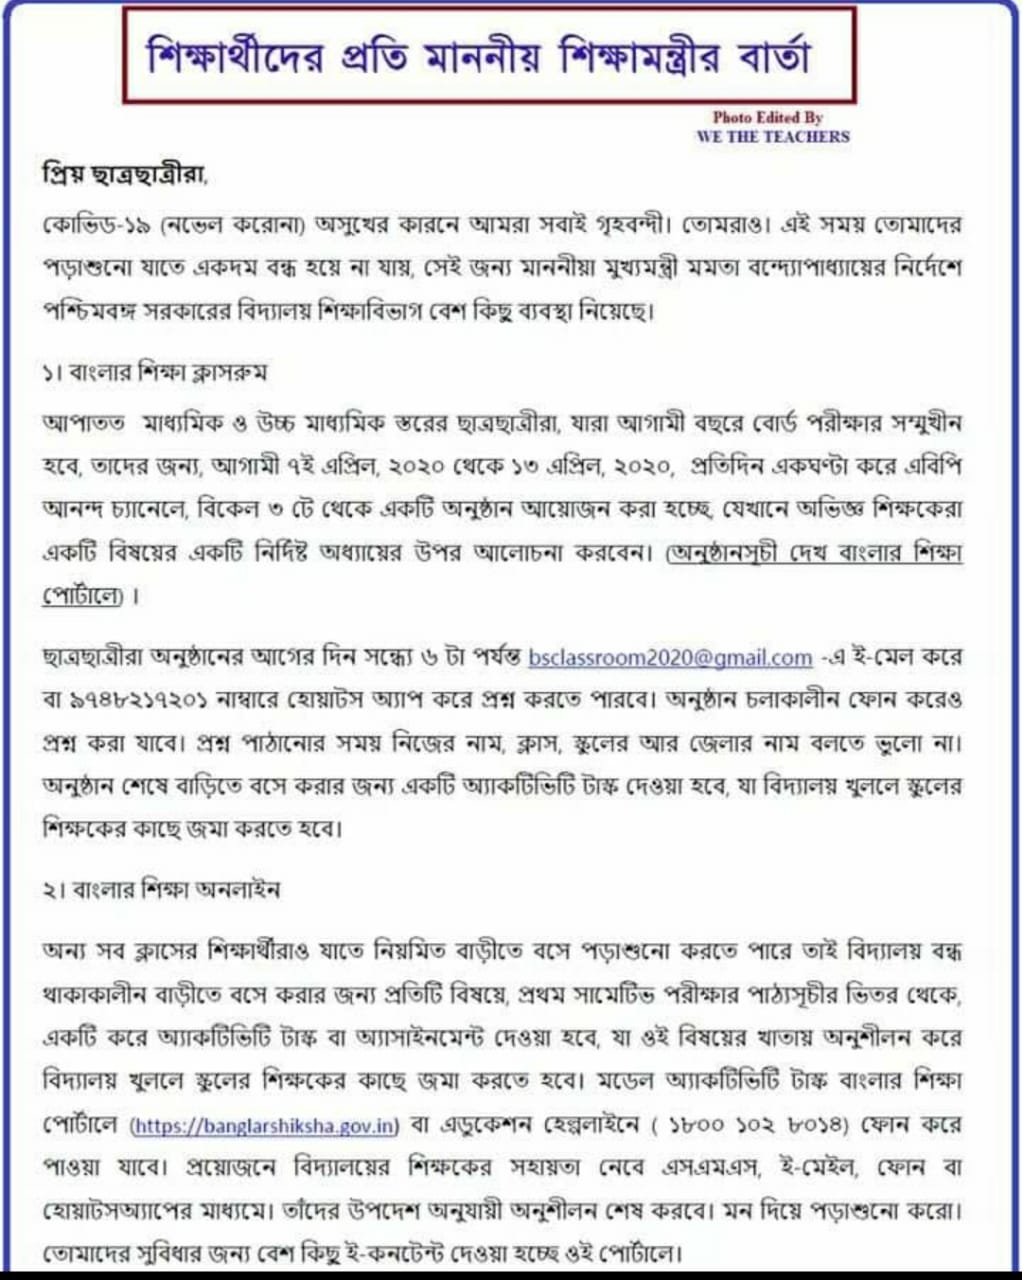 শিক্ষার্থীদের প্রতি মাননীয় শিক্ষামন্ত্রীর বার্তা
Photo Edited By
WE THE TEACHERS
প্রিয় ছাত্রছাত্রীরা,
কোভিড-১৯ (নভেল করোনা) অসুখের কারনে আমরা সবাই গৃহবন্দী। তোমরাও। এই সময় তোমাদের
পড়াশুনো যাতে একদম বন্ধ হয়ে না যায়, সেই জন্য মাননীয়া মুখ্যমন্ত্রী মমতা বন্দ্যোপাধ্যায়ের নির্দেশে
পশ্চিমবঙ্গ সরকারের বিদ্যালয় শিক্ষাবিভাগ বেশ কিছু ব্যবস্থা নিয়েছে।
১। বাংলার শিক্ষা ক্লাসরুম
আপাতত মাধ্যমিক ও উচ্চ মাধ্যমিক স্তরের ছাত্রছাত্রীরা, যারা আগামী বছরে বোর্ড পরীক্ষার সম্মুখীন
হবে, তাদের জন্য, আগামী ৭ই এপ্রিল, ২০২০ থেকে ১৩ এপ্রিল, ২০২০, প্রতিদিন একঘণ্টা করে এবিপি
আনন্দ চ্যানেলে, বিকেল ৩ টে থেকে একটি অনুষ্ঠান আয়োজন করা হচ্ছে, যেখানে অভিজ্ঞ শিক্ষকেরা
একটি বিষয়ের একটি নির্দিষ্ট অধ্যায়ের উপর আলোচনা করবেন। (অনুষ্ঠানসূচী দেখ বাংলার শিক্ষা
পোর্টালে) ।
ছাত্রছাত্রীরা অনুষ্ঠানের আগের দিন সন্ধ্যে ৬ টা পর্যন্ত bsclassroom2020@gmail.com -এ ই-মেল করে
বা ৯৭৪৮২১৭২০১ নাম্বারে হোয়াটস অ্যাপ করে প্রশ্ন করতে পারবে। অনুষ্ঠান চলাকালীন ফোন করেও
প্রশ্ন করা যাবে। প্রশ্ন পাঠানোর সময় নিজের নাম, ক্লাস, স্কুলের আর জেলার নাম বলতে ভুলো না।
অনুষ্ঠান শেষে বাড়িতে বসে করার জন্য একটি অ্যাকটিভিটি টাস্ক দেওয়া হবে, যা বিদ্যালয় খুললে স্কুলের
শিক্ষকের কাছে জমা করতে হবে।
২। বাংলার শিক্ষা অনলাইন
অন্য সব ক্লাসের শিক্ষার্থীরাও যাতে নিয়মিত বাড়ীতে বসে পড়াশুনো করতে পারে তাই বিদ্যালয় বন্ধ
থাকাকালীন বাড়ীতে বসে করার জন্য প্রতিটি বিষয়ে, প্রথম সামেটিভ পরীক্ষার পাঠ্যসূচীর ভিতর থেকে,
একটি করে অ্যাকটিভিটি টাস্ক বা অ্যাসাইনমেন্ট দেওয়া হবে, যা ওই বিষয়ের খাতায় অনুশীলন করে
বিদ্যালয় খুললে স্কুলের শিক্ষকের কাছে জমা করতে হবে। মডেল অ্যাকটিভিটি টাস্ক বাংলার শিক্ষা
পোর্টালে (https://banglarshiksha.gov.in) বা এডুকেশন হেল্পলাইনে ( ১৮০০ ১০২ ৮০১৪) ফোন করে
পাওয়া যাবে। প্রয়োজনে বিদ্যালয়ের শিক্ষকের সহায়তা নেবে এসএমএস, ই-মেইল, ফোন বা
হোয়াটসঅ্যাপের মাধ্যমে। তাঁদের উপদেশ অনুযায়ী অনুশীলন শেষ করবে। মন দিয়ে পড়াশুনো করো।
তোমাদের সুবিধার জন্য বেশ কিছু ই-কনটেন্ট দেওয়া হচ্ছে ওই পোর্টালে।